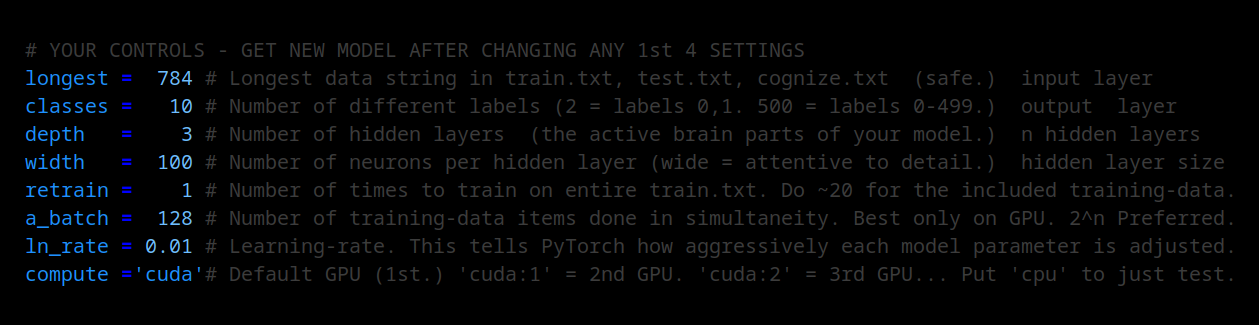 # YOUR CONTROLS - GET NEW MODEL AFTER CHANGING ANY 1st 4 SETTINGS
longest =  784 # Longest data string in train.txt, test.txt, cognize.txt  (safe.)  input layer
classes =   10 # Number of different labels (2 = labels 0,1. 500 = labels 0-499.)  output  layer
depth   =    3 # Number of hidden layers  (the active brain parts of your model.)  n hidden layers
width   =  100 # Number of neurons per hidden layer (wide = attentive to detail.)  hidden layer size
retrain =    1 # Number of times to train on entire train.txt. Do ~20 for the included training-data.
a_batch =  128 # Number of training-data items done in simultaneity. Best only on GPU. 2^n Preferred.
ln_rate = 0.01 # Learning-rate. This tells PyTorch how aggressively each model parameter is adjusted.
compute ='cuda'# Default GPU (1st.) 'cuda:1' = 2nd GPU. 'cuda:2' = 3rd GPU... Put 'cpu' to just test.